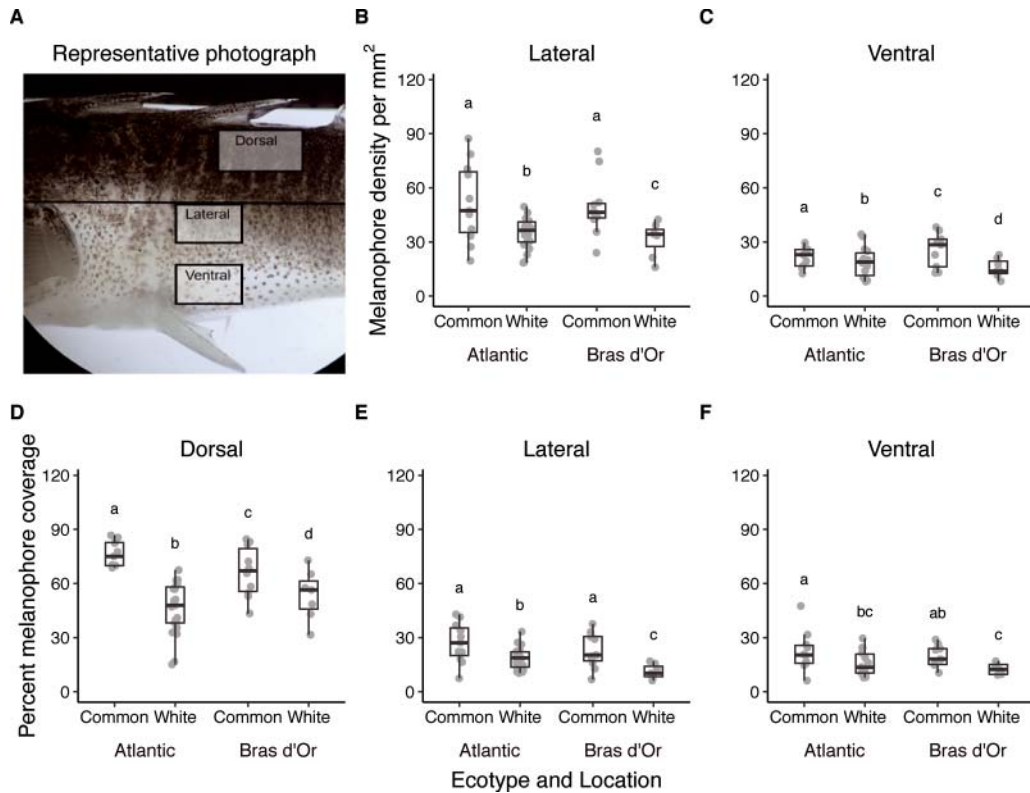 A
Representative photograph
Dorsal
Lateral
Ventral
B
Lateral
Melanophore density per mm²
120
90
60
30
0
a
b
a
c
Common White Common White
Atlantic Bras d'Or
C
Ventral
120
90
60
30
0
a
b
c
d
Common White Common White
Atlantic Bras d'Or
D
Dorsal
Percent melanophore coverage
120
90
60
30
0
a
b
c
d
Common White Common White
Atlantic Bras d'Or
E
Lateral
120
90
60
30
0
a
b
a
c
Common White Common White
Atlantic Bras d'Or
F
Ventral
120
90
60
30
0
a
bc
ab
c
Common White Common White
Atlantic Bras d'Or
Ecotype and Location